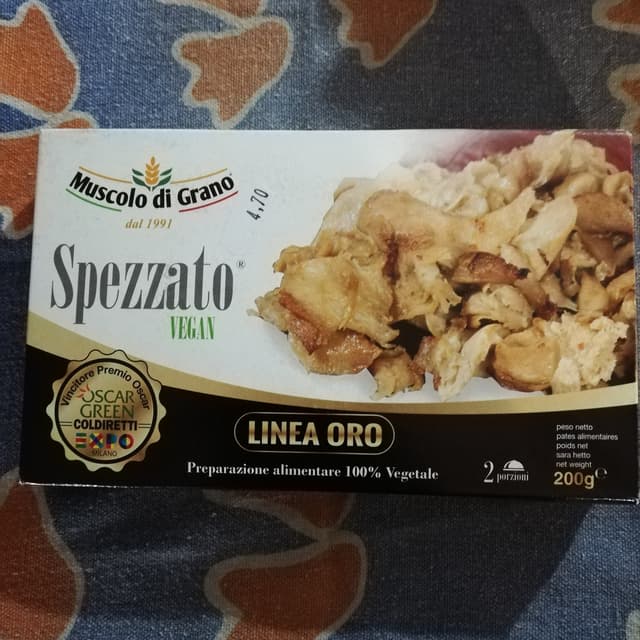 Muscolo di Grano
dal 1991
4,70
Spezzato®
VEGAN
Vincitore Premio Oscar
OSCAR
GREEN
COLDIRETTI
EXPO
MILANO
LINEA ORO
Preparazione alimentare 100% Vegetale
2 porzioni
peso netto
pates alimentaires
poids net
sara hetto
net weight
200g℮